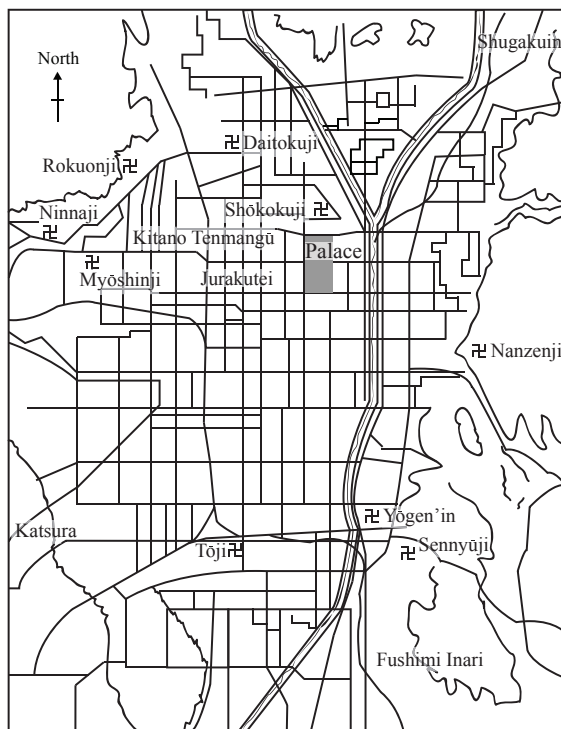 Shugakuin
North
Daitokuji
Rokuonji
Shōkokuji
Ninnaji
Kitano Tenmangū
Palace
Myōshinji
Jurakutei
Nanzenji
Yōgen’in
Katsura
Tōji
Sennyūji
Fushimi Inari